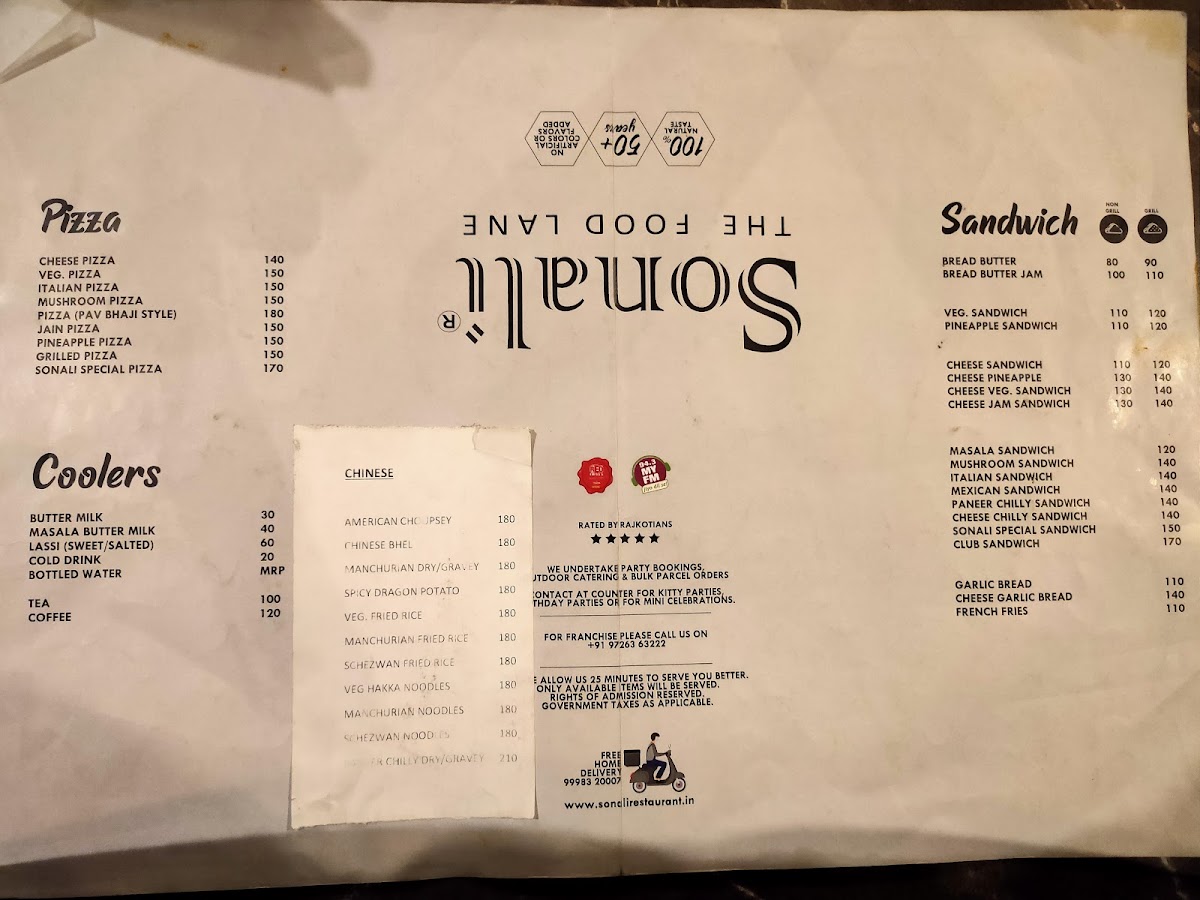 100%
NATURAL
TASTE
50+
years
NO
ARTIFICIAL
COLORS OR
FLAVORS
ADDED
THE FOOD LANE
Sonali ®
Pizza
CHEESE PIZZA 140
VEG. PIZZA 150
ITALIAN PIZZA 150
MUSHROOM PIZZA 150
PIZZA (PAV BHAJI STYLE) 180
JAIN PIZZA 150
PINEAPPLE PIZZA 150
GRILLED PIZZA 150
SONALI SPECIAL PIZZA 170
Coolers
BUTTER MILK 30
MASALA BUTTER MILK 40
LASSI (SWEET/SALTED) 60
COLD DRINK 20
BOTTLED WATER MRP
TEA 100
COFFEE 120
CHINESE
AMERICAN CHOUPSEY 180
CHINESE BHEL 180
MANCHURIAN DRY/GRAVEY 180
SPICY DRAGON POTATO 180
VEG. FRIED RICE 180
MANCHURIAN FRIED RICE 180
SCHEZWAN FRIED RICE 180
VEG HAKKA NOODLES 180
MANCHURIAN NOODLES 180
SCHEZWAN NOODLES 180
CHILLY DRY/GRAVEY 210
94.3
MY
FM
RATED BY RAJKOTIANS
WE UNDERTAKE PARTY BOOKINGS,
UTDOOR CATERING & BULK PARCEL ORDERS
ONTACT AT COUNTER FOR KITTY PARTIES,
THDAY PARTIES OR FOR MINI CELEBRATIONS.
FOR FRANCHISE PLEASE CALL US ON
+91 97263 63222
E ALLOW US 25 MINUTES TO SERVE YOU BETTER.
ONLY AVAILABLE ITEMS WILL BE SERVED.
RIGHTS OF ADMISSION RESERVED.
GOVERNMENT TAXES AS APPLICABLE.
FREE
HOME
DELIVERY
99983 20007
www.sonalirestaurant.in
Sandwich
NON GRILL
GRILL
BREAD BUTTER 80 90
BREAD BUTTER JAM 100 110
VEG. SANDWICH 110 120
PINEAPPLE SANDWICH 110 120
CHEESE SANDWICH 110 120
CHEESE PINEAPPLE 130 140
CHEESE VEG. SANDWICH 130 140
CHEESE JAM SANDWICH 130 140
MASALA SANDWICH 120
MUSHROOM SANDWICH 140
ITALIAN SANDWICH 140
MEXICAN SANDWICH 140
PANEER CHILLY SANDWICH 140
CHEESE CHILLY SANDWICH 140
SONALI SPECIAL SANDWICH 150
CLUB SANDWICH 170
GARLIC BREAD 110
CHEESE GARLIC BREAD 140
FRENCH FRIES 110